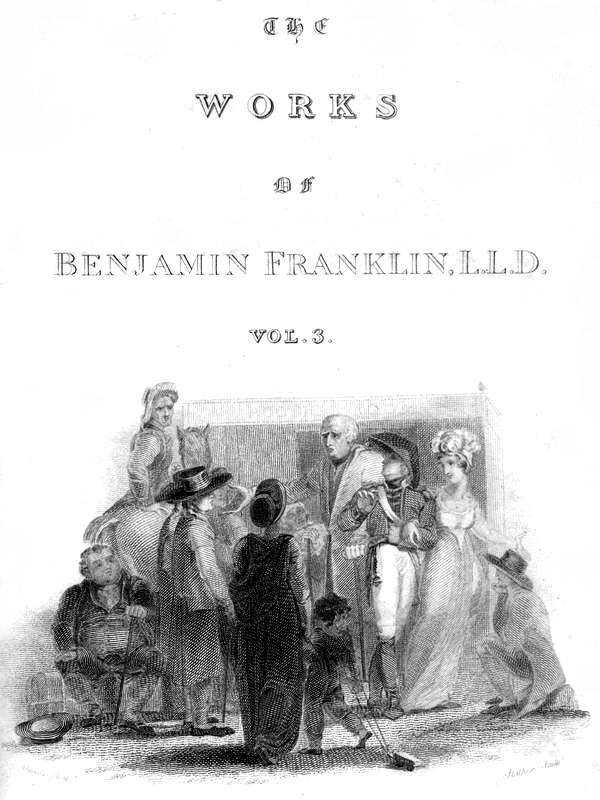 THE
WORKS
OF
BENJAMIN FRANKLIN, L.L.D.
VOL. 3.